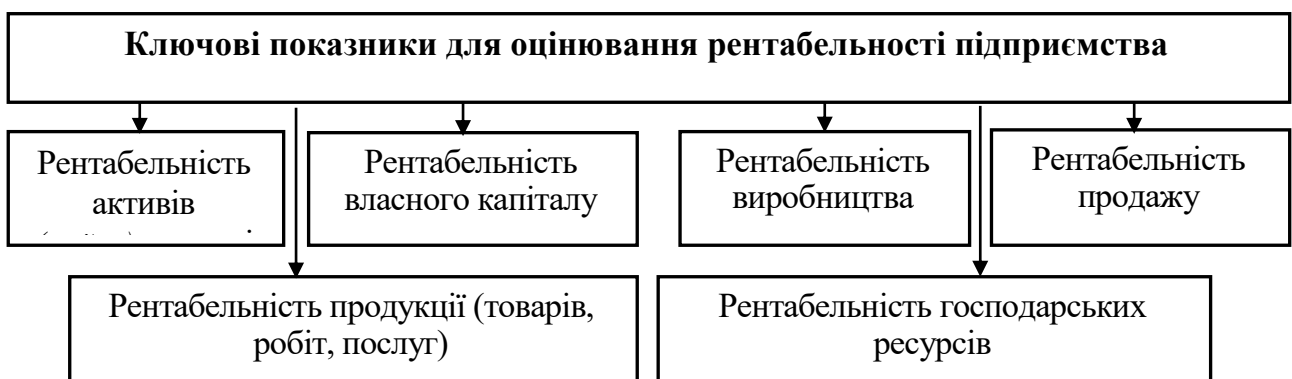 Ключові показники для оцінювання рентабельності підприємства
Рентабельність
активів
Рентабельність
власного капіталу
Рентабельність
виробництва
Рентабельність
продажу
Рентабельність продукції (товарів,
робіт, послуг)
Рентабельність господарських
ресурсів